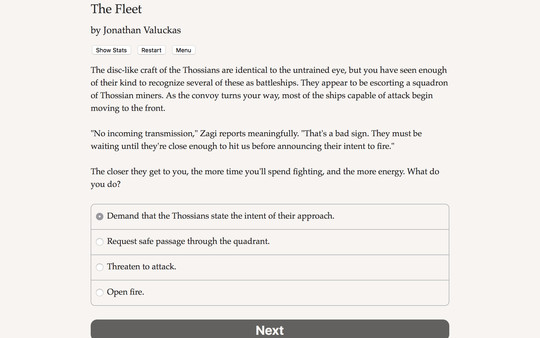 The Fleet
by Jonathan Valuckas
Show Stats Restart Menu
The disc-like craft of the Thossians are identical to the untrained eye, but you have seen enough
of their kind to recognize several of these as battleships. They appear to be escorting a squadron
of Thossian miners. As the convoy turns your way, most of the ships capable of attack begin
moving to the front.
"No incoming transmission," Zagi reports meaningfully. "That's a bad sign. They must be
waiting until they're close enough to hit us before announcing their intent to fire."
The closer they get to you, the more time you'll spend fighting, and the more energy. What do
you do?
Demand that the Thossians state the intent of their approach.
Request safe passage through the quadrant.
Threaten to attack.
Open fire.
Next